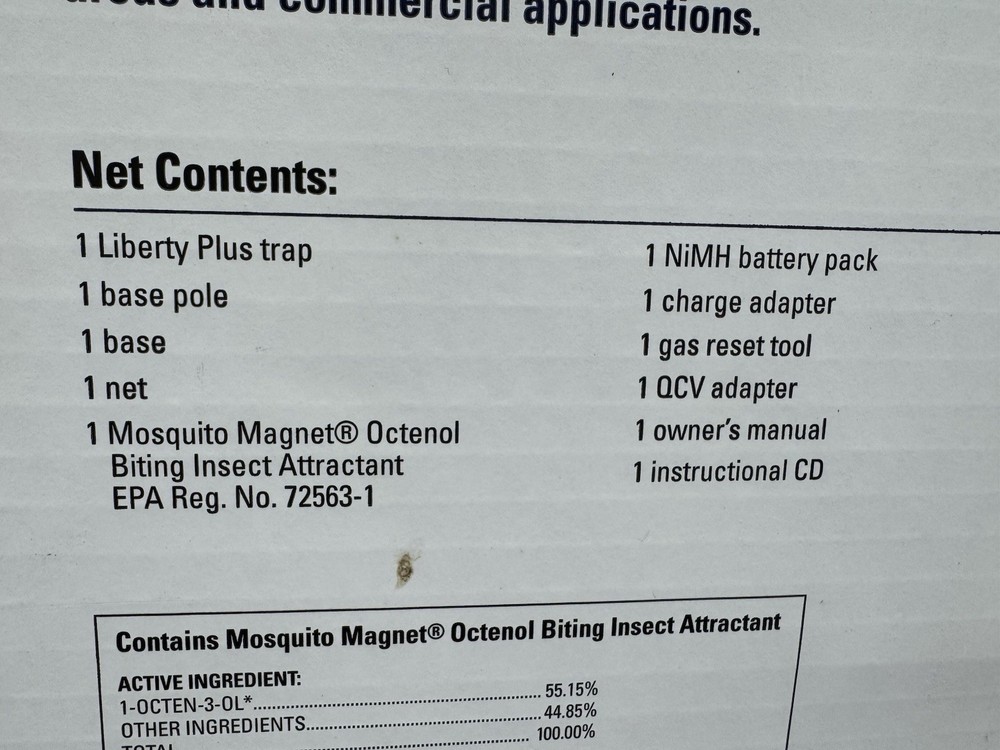 areas and commercial applications.
Net Contents:
1 Liberty Plus trap
1 base pole
1 base
1 net
1 Mosquito Magnet® Octenol
Biting Insect Attractant
EPA Reg. No. 72563-1
1 NiMH battery pack
1 charge adapter
1 gas reset tool
1 QCV adapter
1 owner's manual
1 instructional CD
Contains Mosquito Magnet® Octenol Biting Insect Attractant
ACTIVE INGREDIENT:
1-OCTEN-3-OL*.......................................................... 55.15%
OTHER INGREDIENTS................................................ 44.85%
TOTAL.......................................................... 100.00%